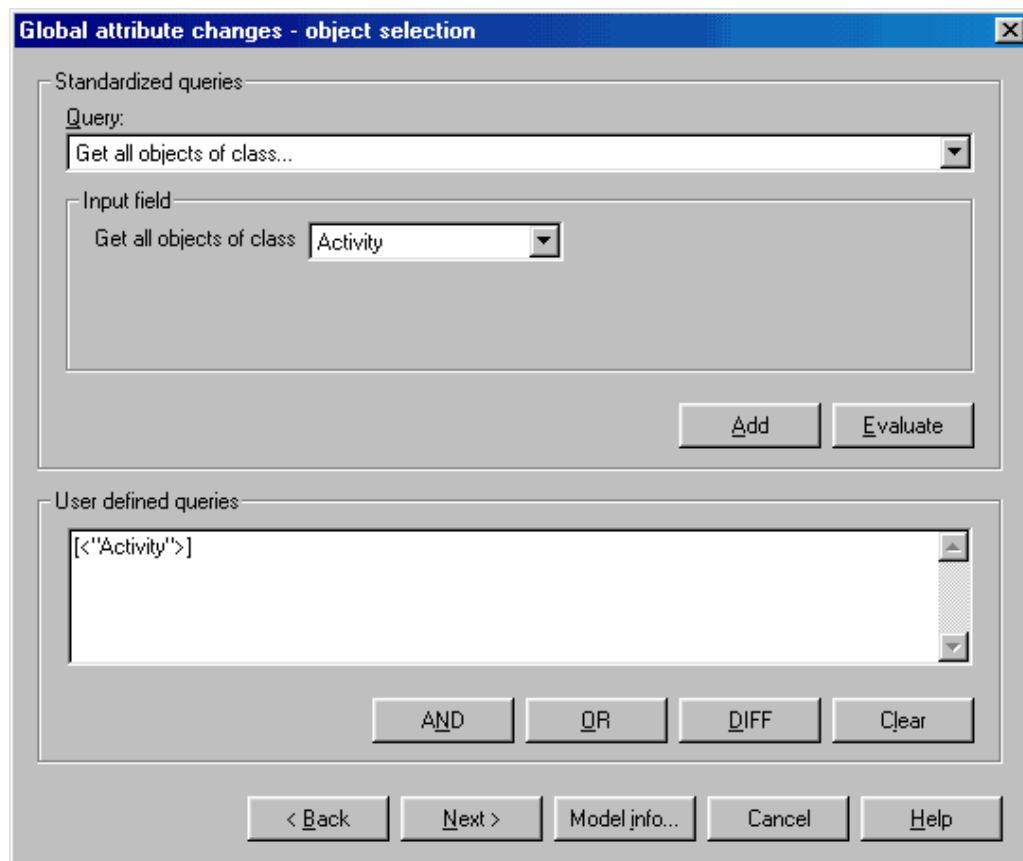 Global attribute changes - object selection
Standardized queries
Query:
Get all objects of class...
Input field
Get all objects of class Activity
Add Evaluate
User defined queries
[<"Activity">]
AND OR DIFF Clear
< Back Next > Model info... Cancel Help